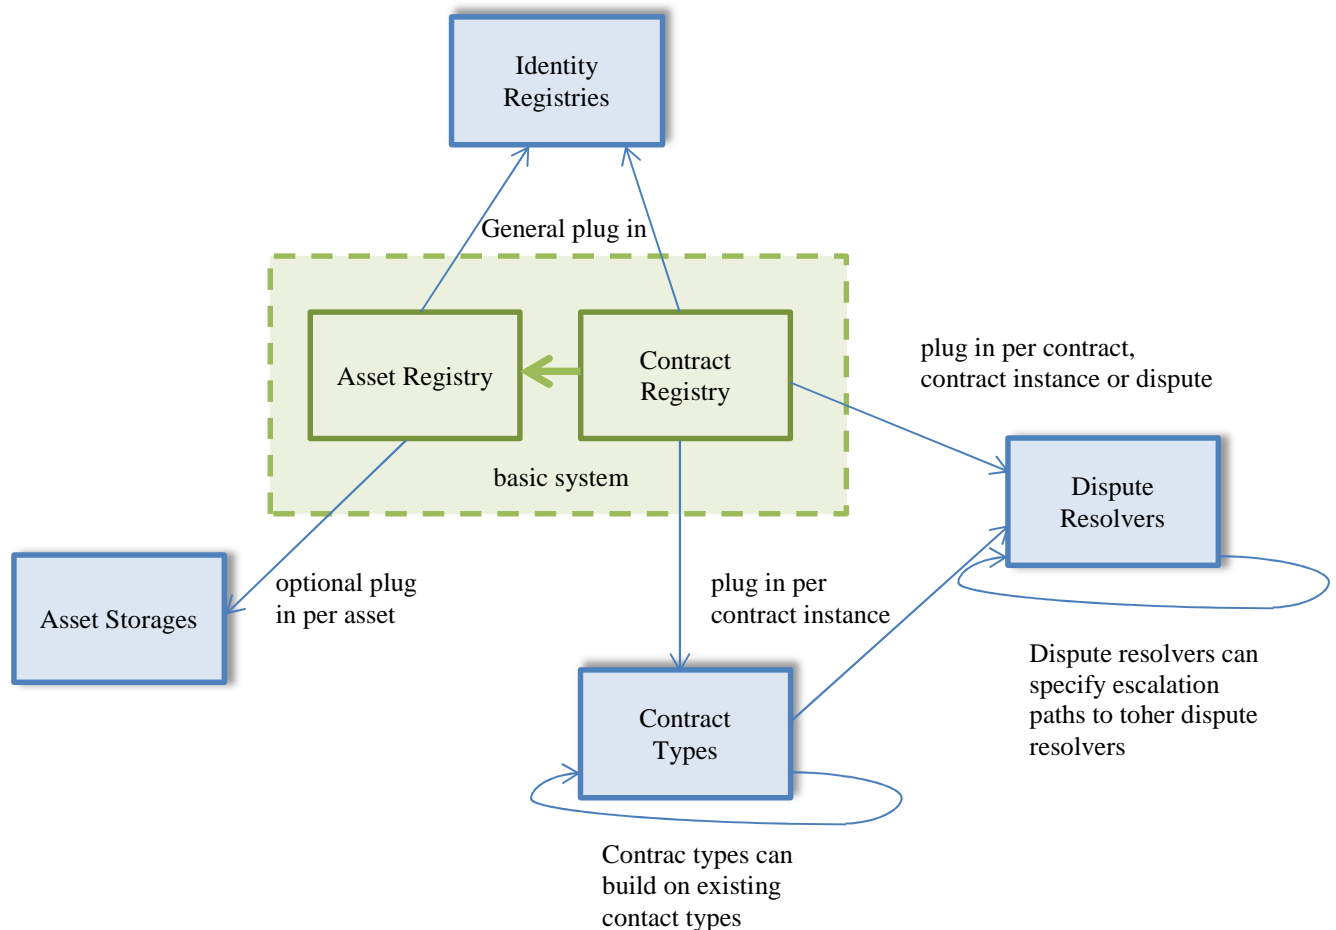 Identity
Registries
General plug in
Asset Registry
Contract
Registry
basic system
plug in per contract,
contract instance or dispute
Dispute
Resolvers
Asset Storages
optional plug
in per asset
plug in per
contract instance
Contract
Types
Dispute resolvers can
specify escalation
paths to toher dispute
resolvers
Contrac types can
build on existing
contact types